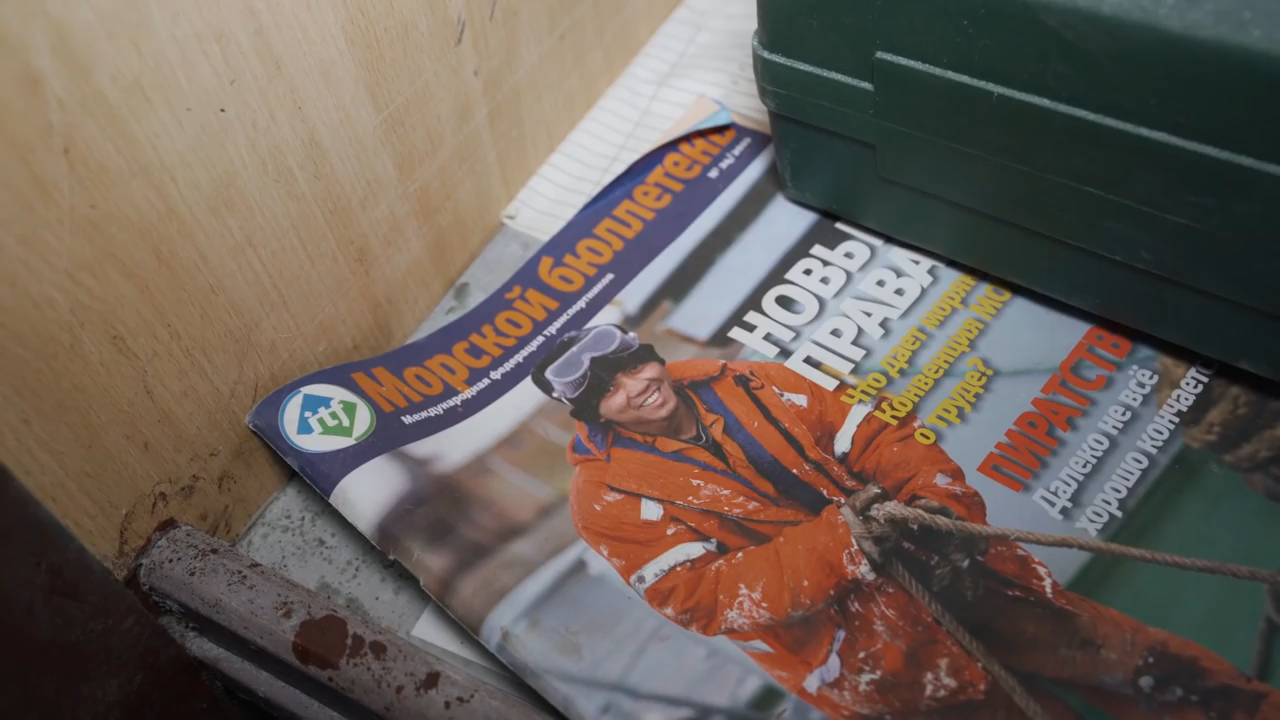 Морской бюллетень
Международная федерация транспортников
itf
НОВЫ
ПРАВА
Что дает моряк
Конвенция Мо
о труде?
ПИРАТСТВ
Далеко не всё
хорошо кончает